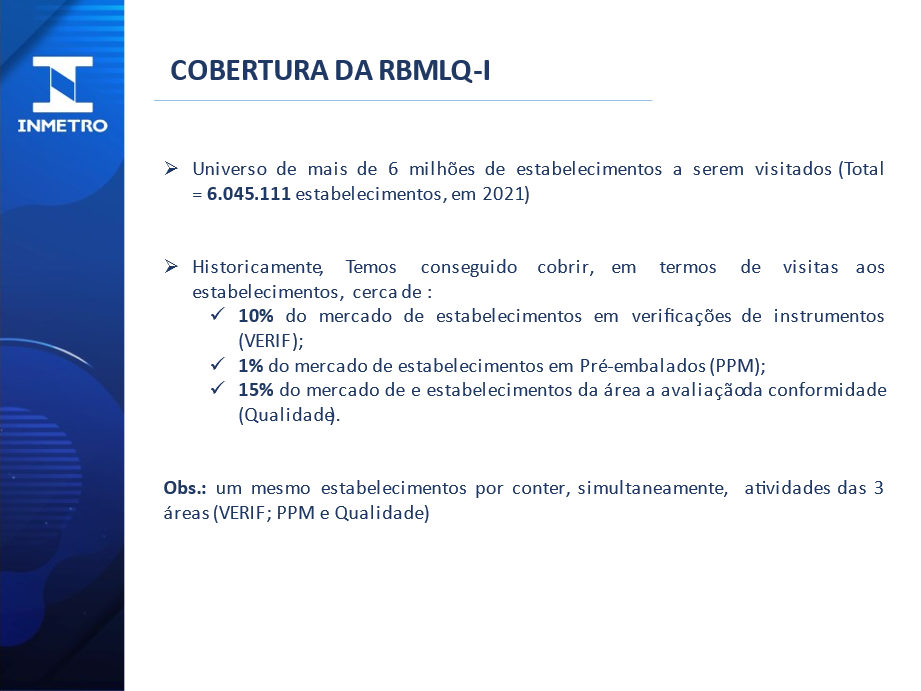 INMETRO
COBERTURA DA RBMLQ-I
➢ Universo de mais de 6 milhões de estabelecimentos a serem visitados (Total
= 6.045.111 estabelecimentos, em 2021)
➢ Historicamente, Temos conseguido cobrir, em termos de visitas aos
estabelecimentos, cerca de :
✓ 10% do mercado de estabelecimentos em verificações de instrumentos
(VERIF);
✓ 1% do mercado de estabelecimentos em Pré-embalados (PPM);
✓ 15% do mercado de e estabelecimentos da área a avaliação da conformidade
(Qualidade).
Obs.: um mesmo estabelecimentos por conter, simultaneamente, atividades das 3
áreas (VERIF; PPM e Qualidade)